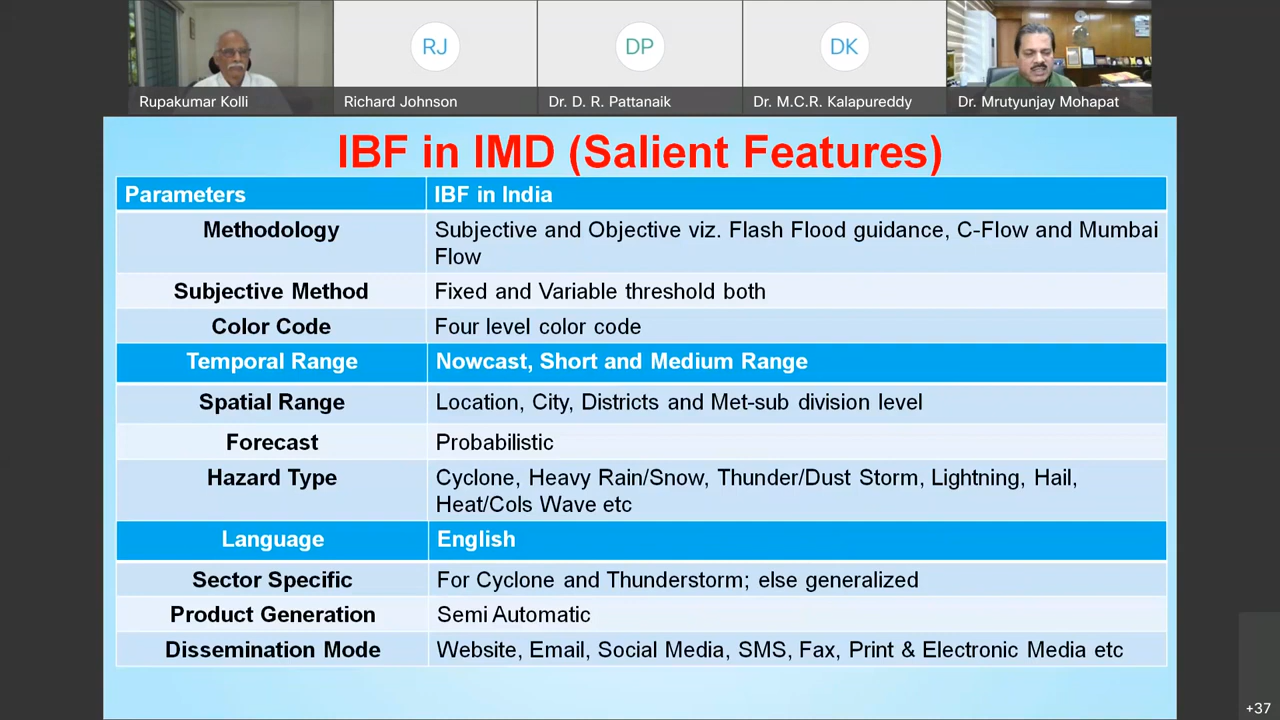 RJ
DP
DK
Rupakumar Kolli
Richard Johnson
Dr. D. R. Pattanaik
Dr. M.C.R. Kalapureddy
Dr. Mrutyunjay Mohapat
IBF in IMD (Salient Features)
Parameters
IBF in India
Methodology
Subjective and Objective viz. Flash Flood guidance, C-Flow and Mumbai
Flow
Subjective Method
Fixed and Variable threshold both
Color Code
Four level color code
Temporal Range
Nowcast, Short and Medium Range
Spatial Range
Location, City, Districts and Met-sub division level
Forecast
Probabilistic
Hazard Type
Cyclone, Heavy Rain/Snow, Thunder/Dust Storm, Lightning, Hail,
Heat/Cols Wave etc
Language
English
Sector Specific
For Cyclone and Thunderstorm; else generalized
Product Generation
Semi Automatic
Dissemination Mode
Website, Email, Social Media, SMS, Fax, Print & Electronic Media etc
+37